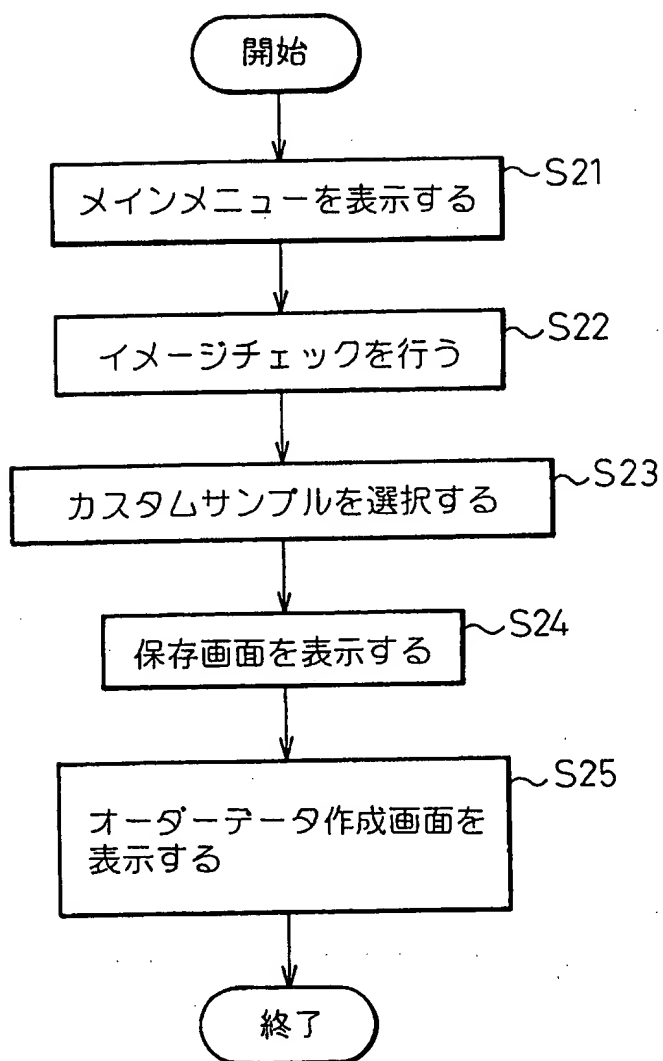 開始
メインメニューを表示する
S21
イメージチェックを行う
S22
カスタムサンプルを選択する
S23
保存画面を表示する
S24
オーダーデータ作成画面を
表示する
S25
終了